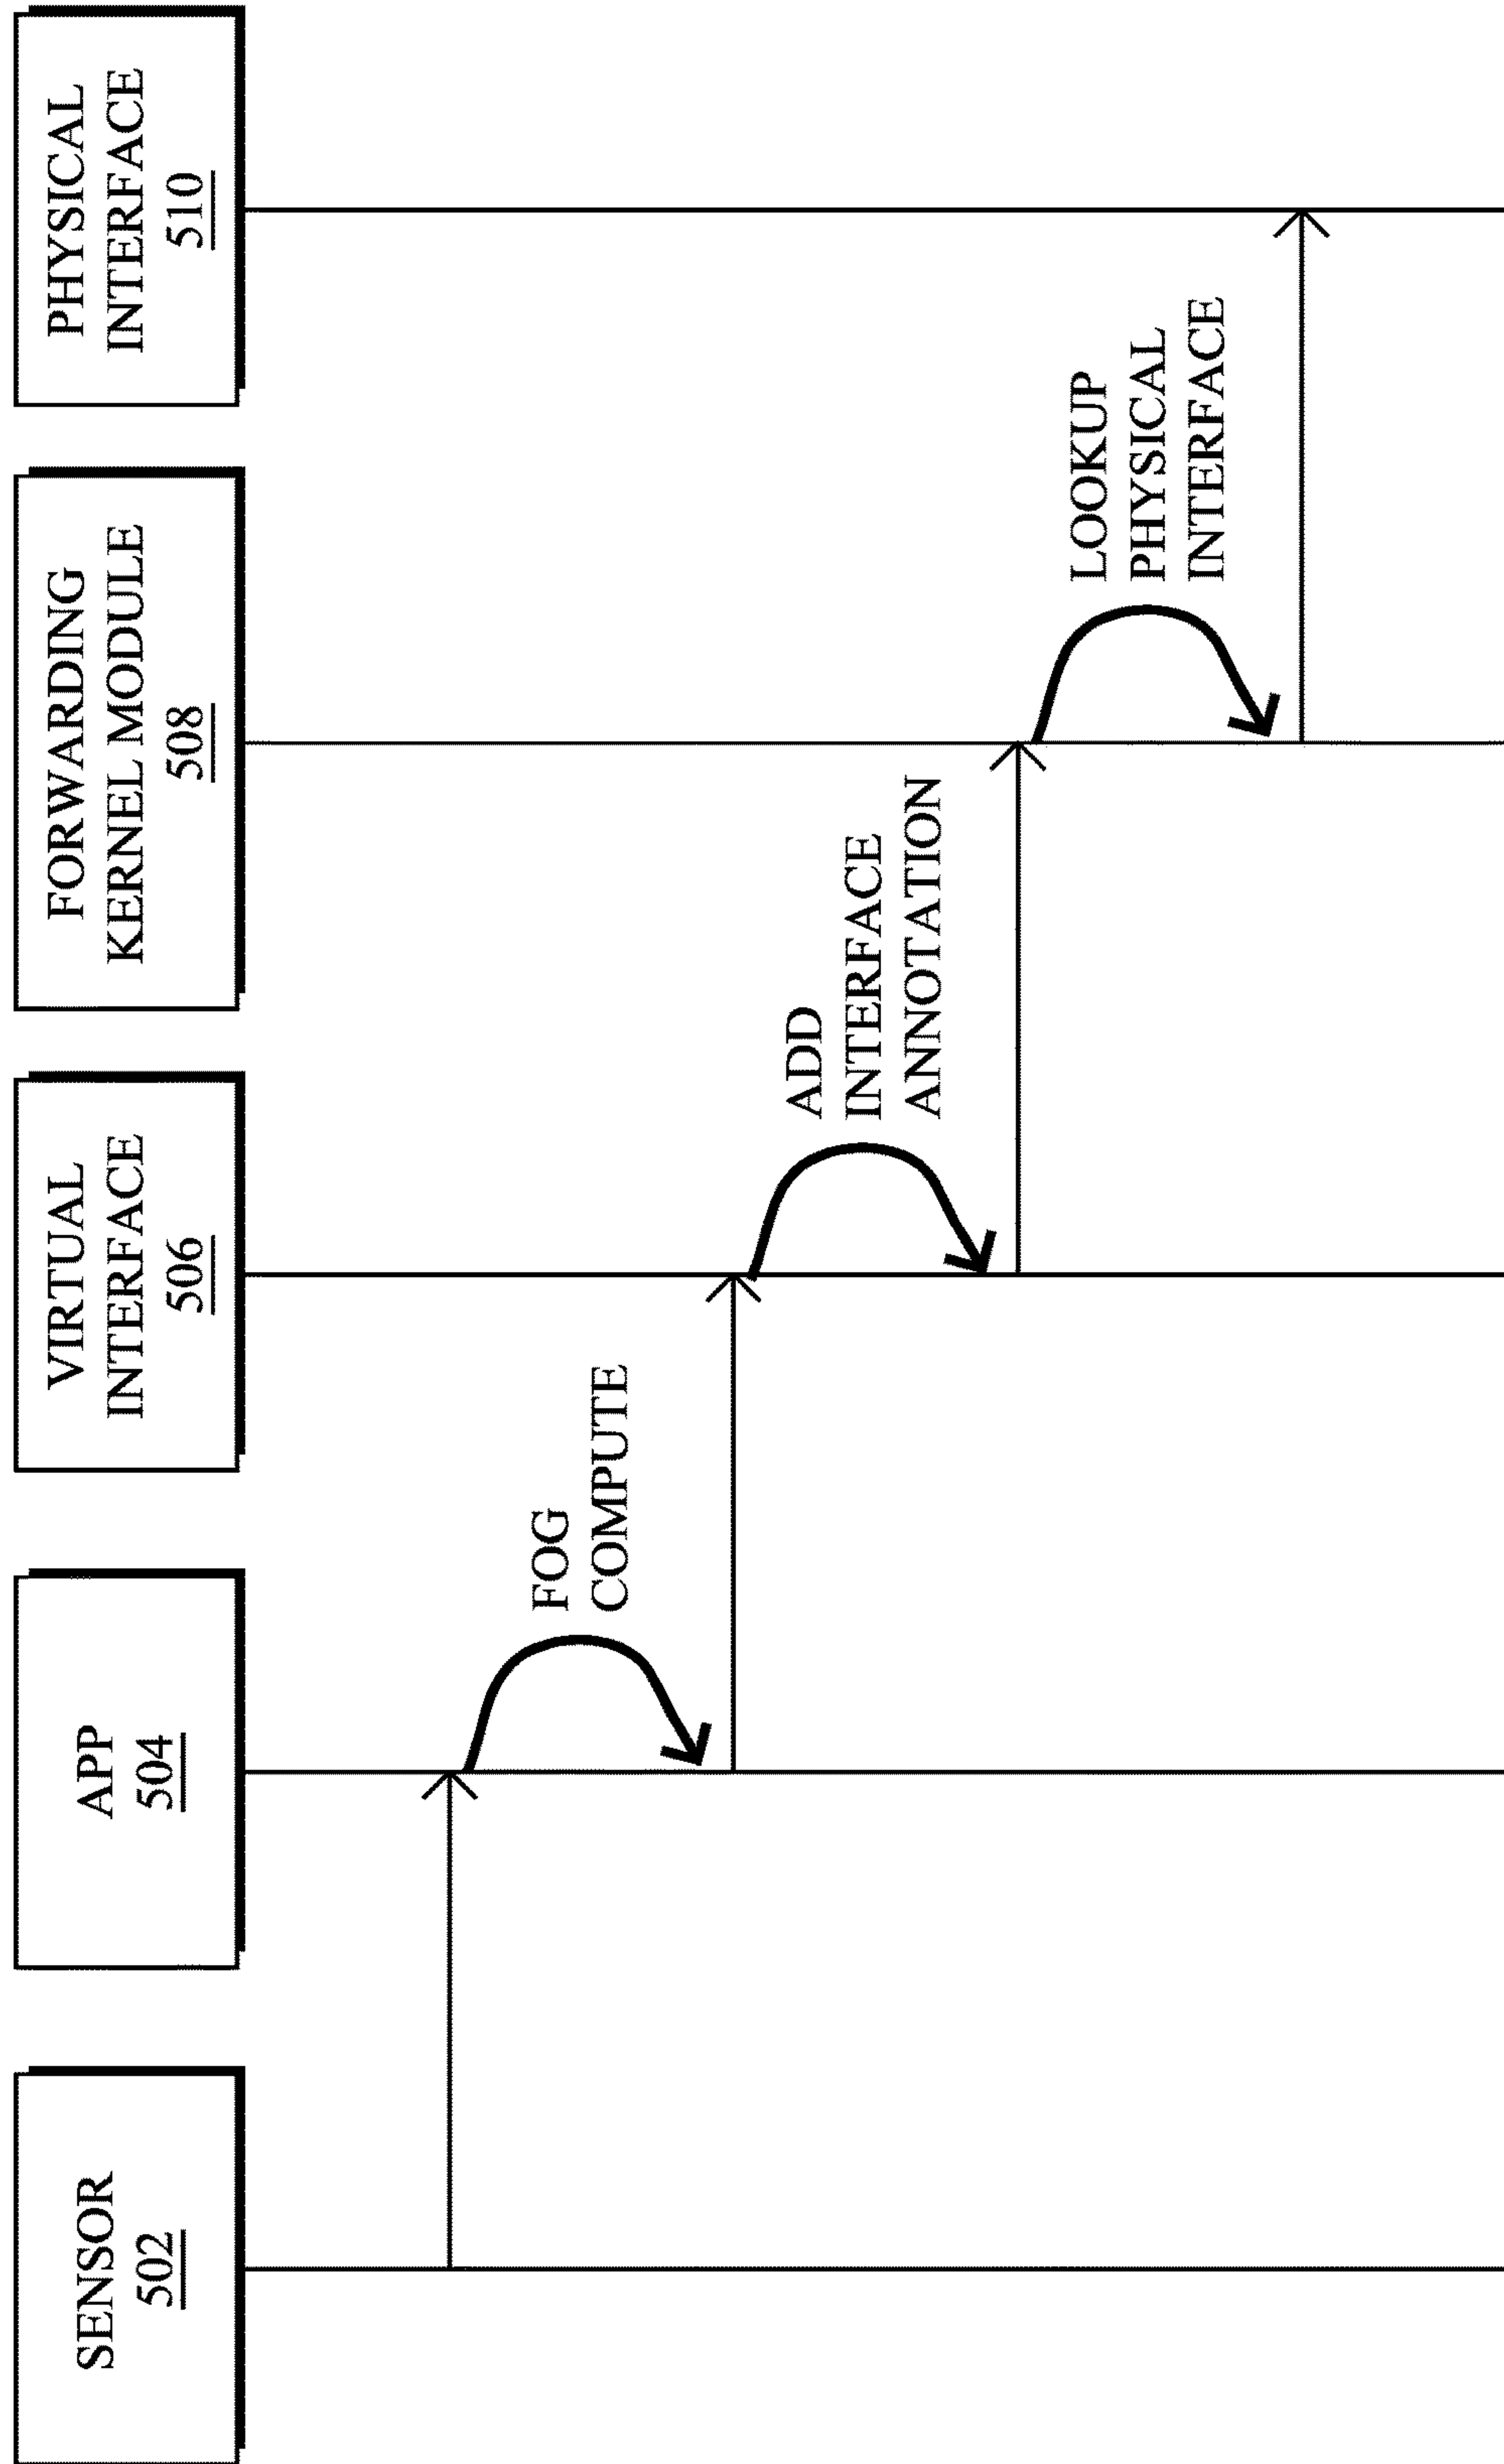 SENSOR
502
APP
504
VIRTUAL
INTERFACE
506
FORWARDING
KERNEL MODULE
508
PHYSICAL
INTERFACE
510
FOG
COMPUTE
ADD
INTERFACE
ANNOTATION
LOOKUP
PHYSICAL
INTERFACE